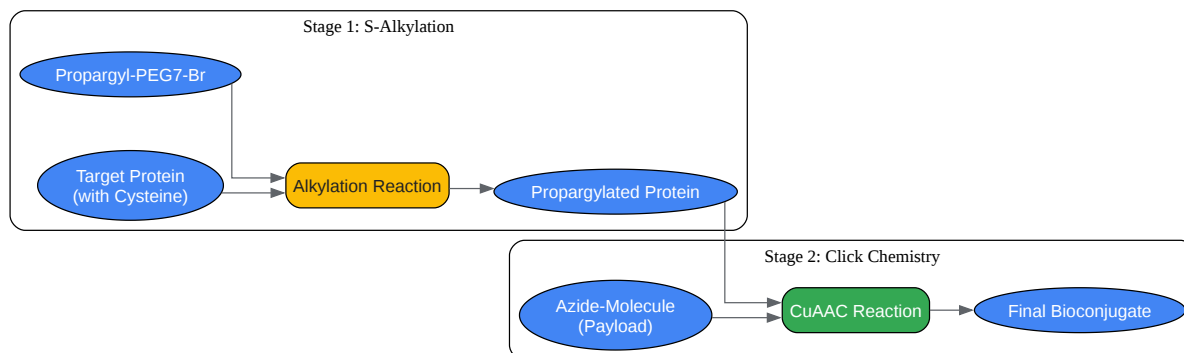 Stage 1: S-Alkylation
Propargyl-PEG7-Br
Target Protein
(with Cysteine)
Alkylation Reaction
Propargylated Protein
Stage 2: Click Chemistry
Azide-Molecule
(Payload)
CuAAC Reaction
Final Bioconjugate